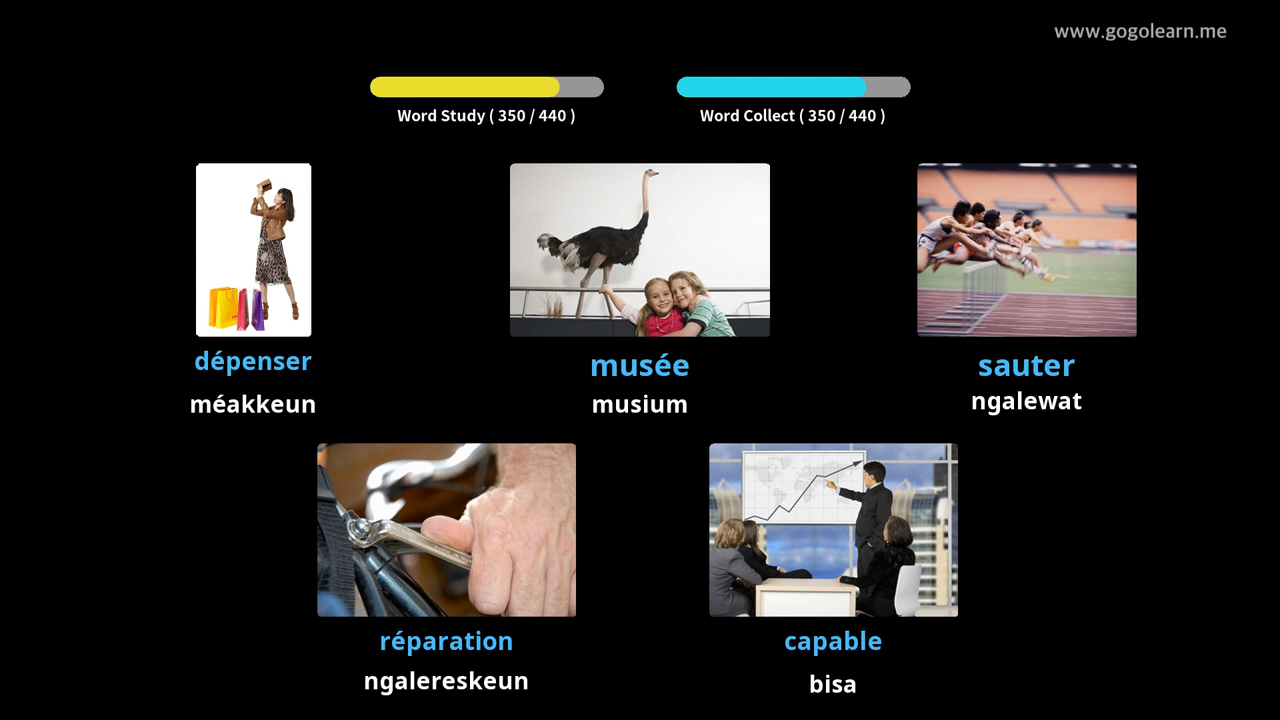 www.gogolearn.me
Word Study ( 350 / 440 )
Word Collect ( 350 / 440 )
dépenser
méakkeun
musée
musium
sauter
ngalewat
réparation
ngalereskeun
capable
bisa